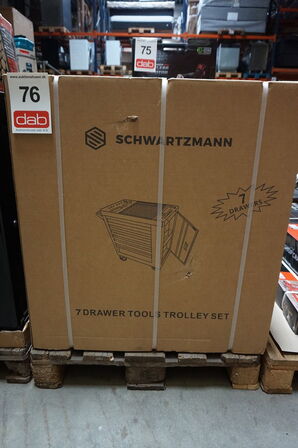 75
dab
76
dab
SCHWARTZMANN
7
DRAWERS
7 DRAWER TOOLS TROLLEY SET